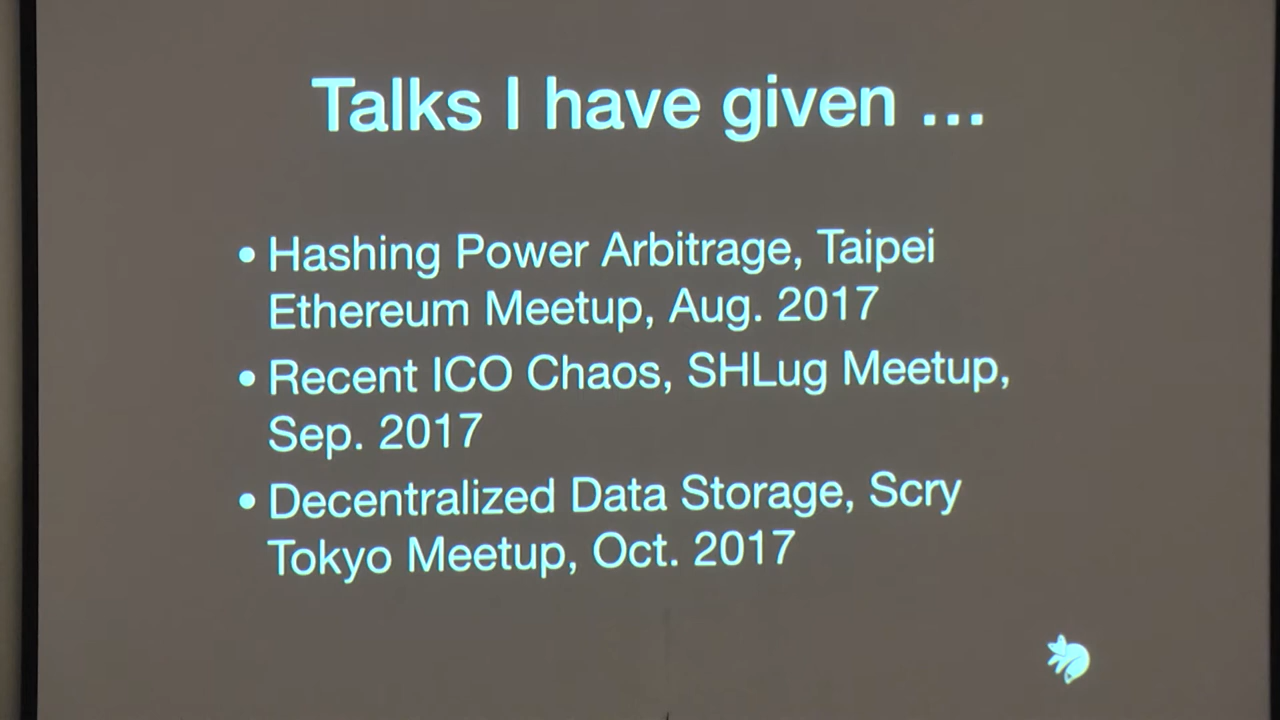 Talks I have given ...
• Hashing Power Arbitrage, Taipei
Ethereum Meetup, Aug. 2017
• Recent ICO Chaos, SHLug Meetup,
Sep. 2017
• Decentralized Data Storage, Scry
Tokyo Meetup, Oct. 2017